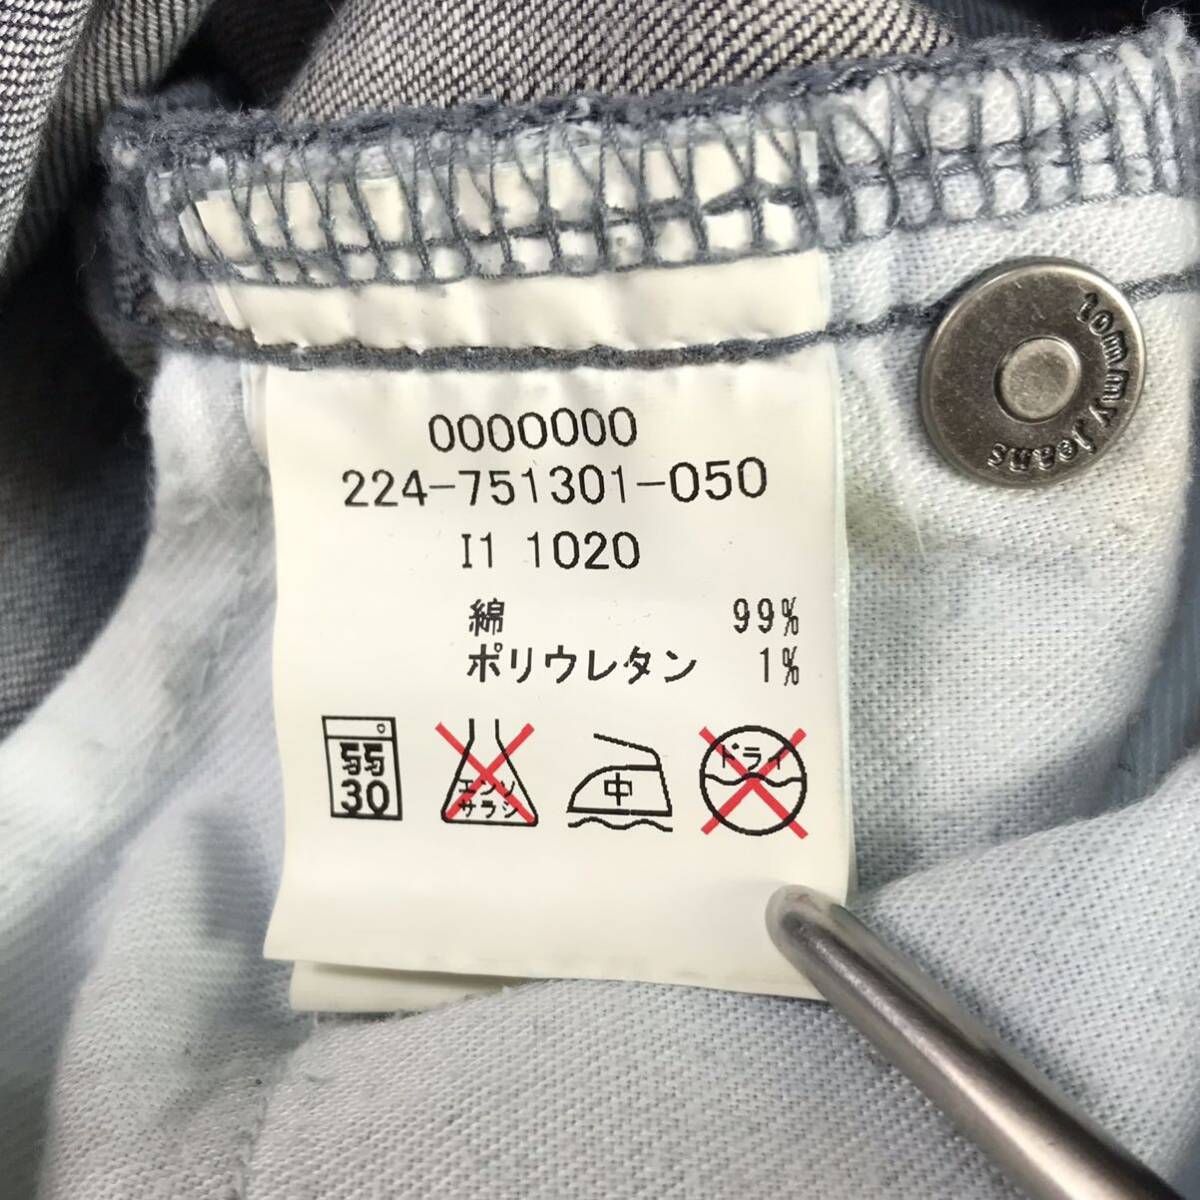 tommy jeans
0000000
224-751301-050
I1 1020
綿 99%
ポリウレタン 1%
弱
30
エンソ
サラシ
中
ドライ